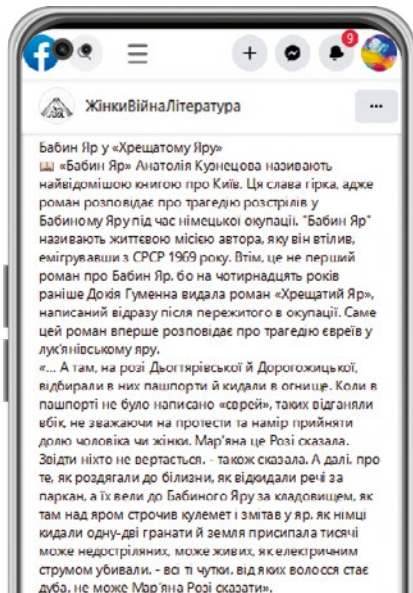 9
ЖінкиВійнаЛітература
Бабин Яр у «Хрещатому Яру»
📖 «Бабин Яр» Анатолія Кузнецова називають
найвідомішою книгою про Київ. Ця слава гірка, адже
роман розповідає про трагедію розстрілів у
Бабиному Яру під час німецької окупації. "Бабин Яр"
називають життєвою місією автора, яку він втілив,
емігрувавши з СРСР 1969 року. Втім, це не перший
роман про Бабин Яр, бо на чотирнадцять років
раніше Докія Гуменна видала роман «Хрещатий Яр»,
написаний відразу після пережитого в окупації. Саме
цей роман вперше розповідає про трагедію євреїв у
лук'янівському яру.
«... А там, на розі Дьогтярівської й Дорогожицької,
відбирали в них пашпорти й кидали в огнище. Коли в
пашпорті не було написано «єврей», таких відганяли
вбік, не зважаючи на протести та намір прийняти
долю чоловіка чи жінки. Мар'яна це Розі сказала.
Звідти ніхто не вертається, - також сказала. А далі, про
те, як роздягали до білизни, як відкидали речі за
паркан, а їх вели до Бабиного Яру за кладовищем, як
там над яром строчив кулемет і змітав у яр, як німці
кидали одну-дві гранати й земля присипала тисячі
може недостріляних, може живих, як електричним
струмом убивали, - всі ті чутки, від яких волосся стає
дуба, не може Мар'яна Розі сказати».